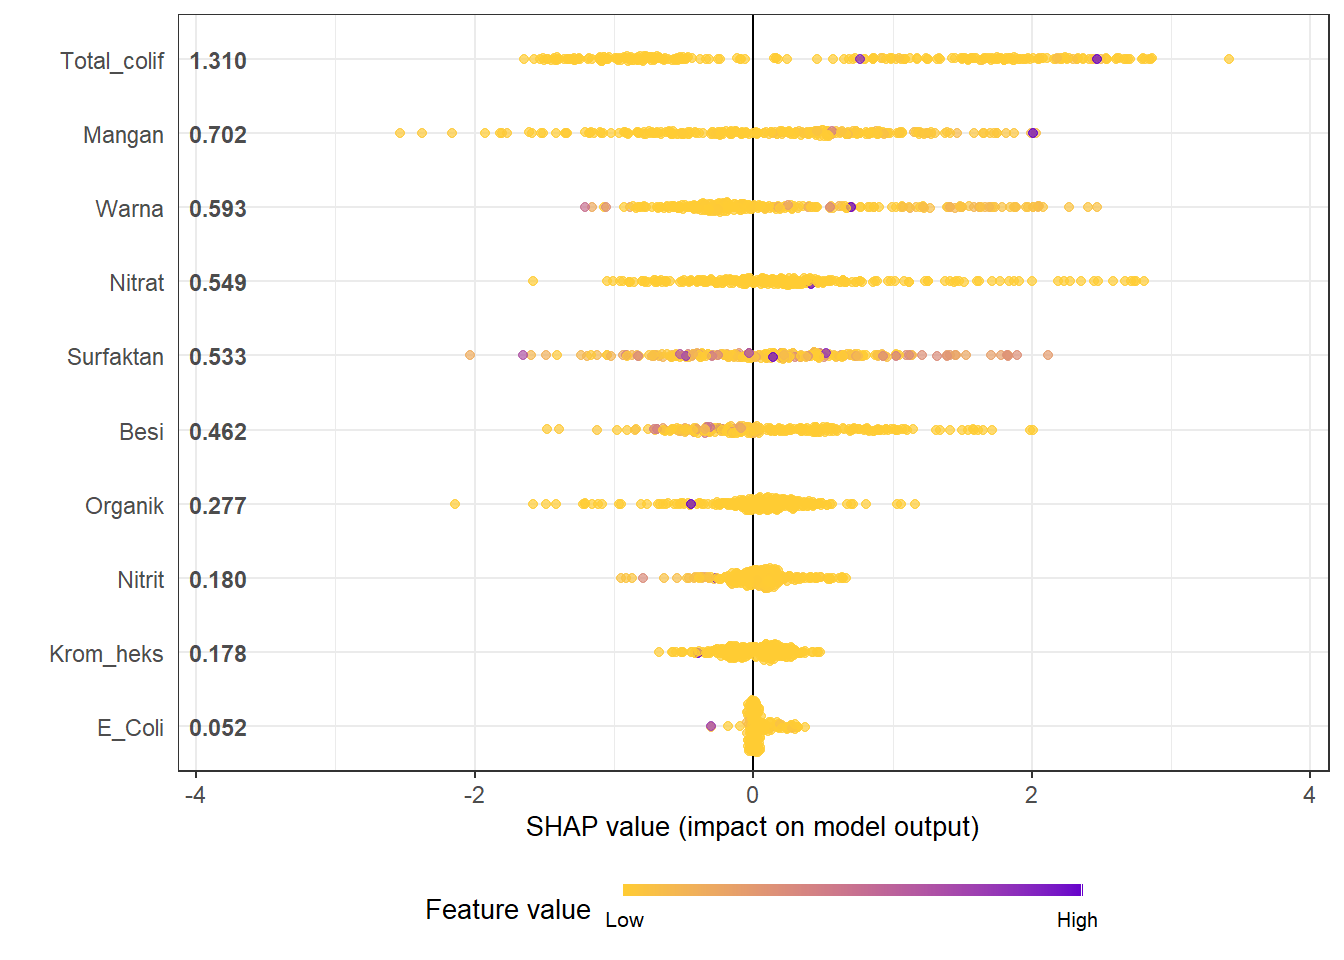 Total_colif 1.310
Mangan 0.702
Warna 0.593
Nitrat 0.549
Surfaktan 0.533
Besi 0.462
Organik 0.277
Nitrit 0.180
Krom_heks 0.178
E_Coli 0.052
-4 -2 0 2 4
SHAP value (impact on model output)
Feature value
Low High